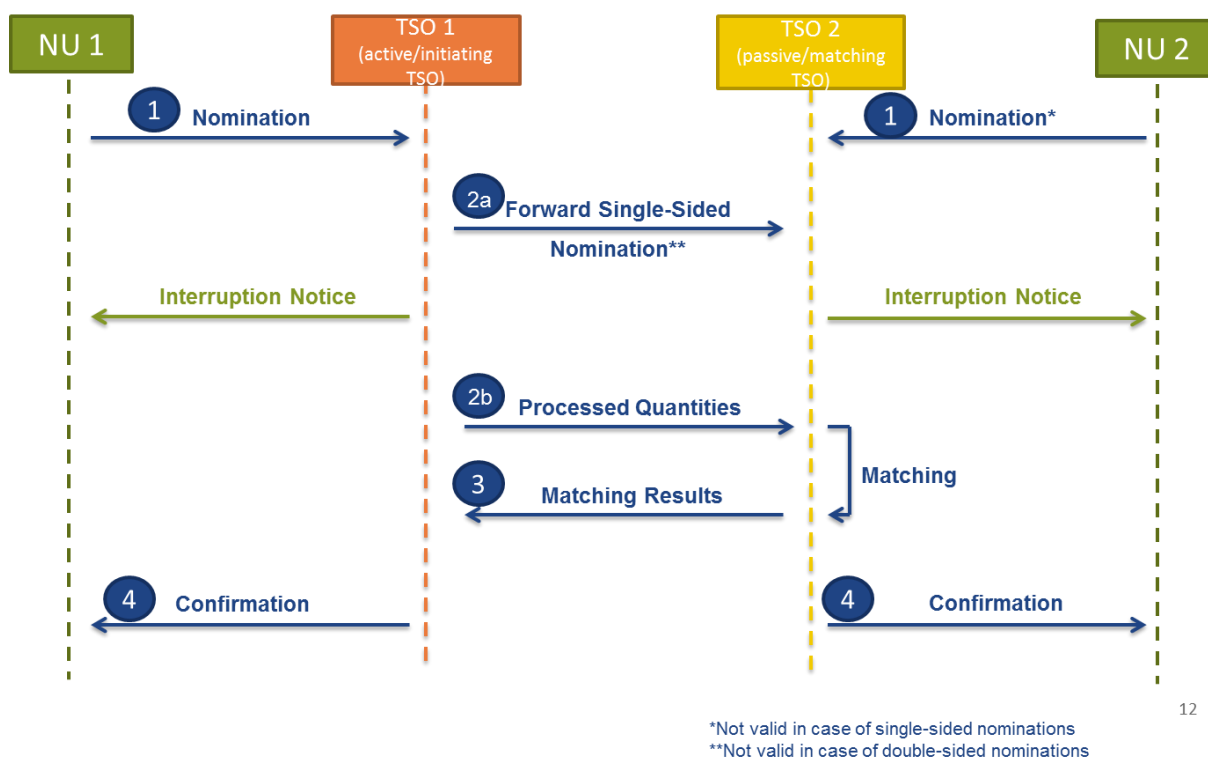 NU 1
TSO 1
(active/initiating
TSO)
TSO 2
(passive/matching
TSO)
NU 2
1
Nomination
1
Nomination*
2a
Forward Single-Sided
Nomination**
Interruption Notice
Interruption Notice
2b
Processed Quantities
Matching
3
Matching Results
4
Confirmation
4
Confirmation
12
*Not valid in case of single-sided nominations
**Not valid in case of double-sided nominations